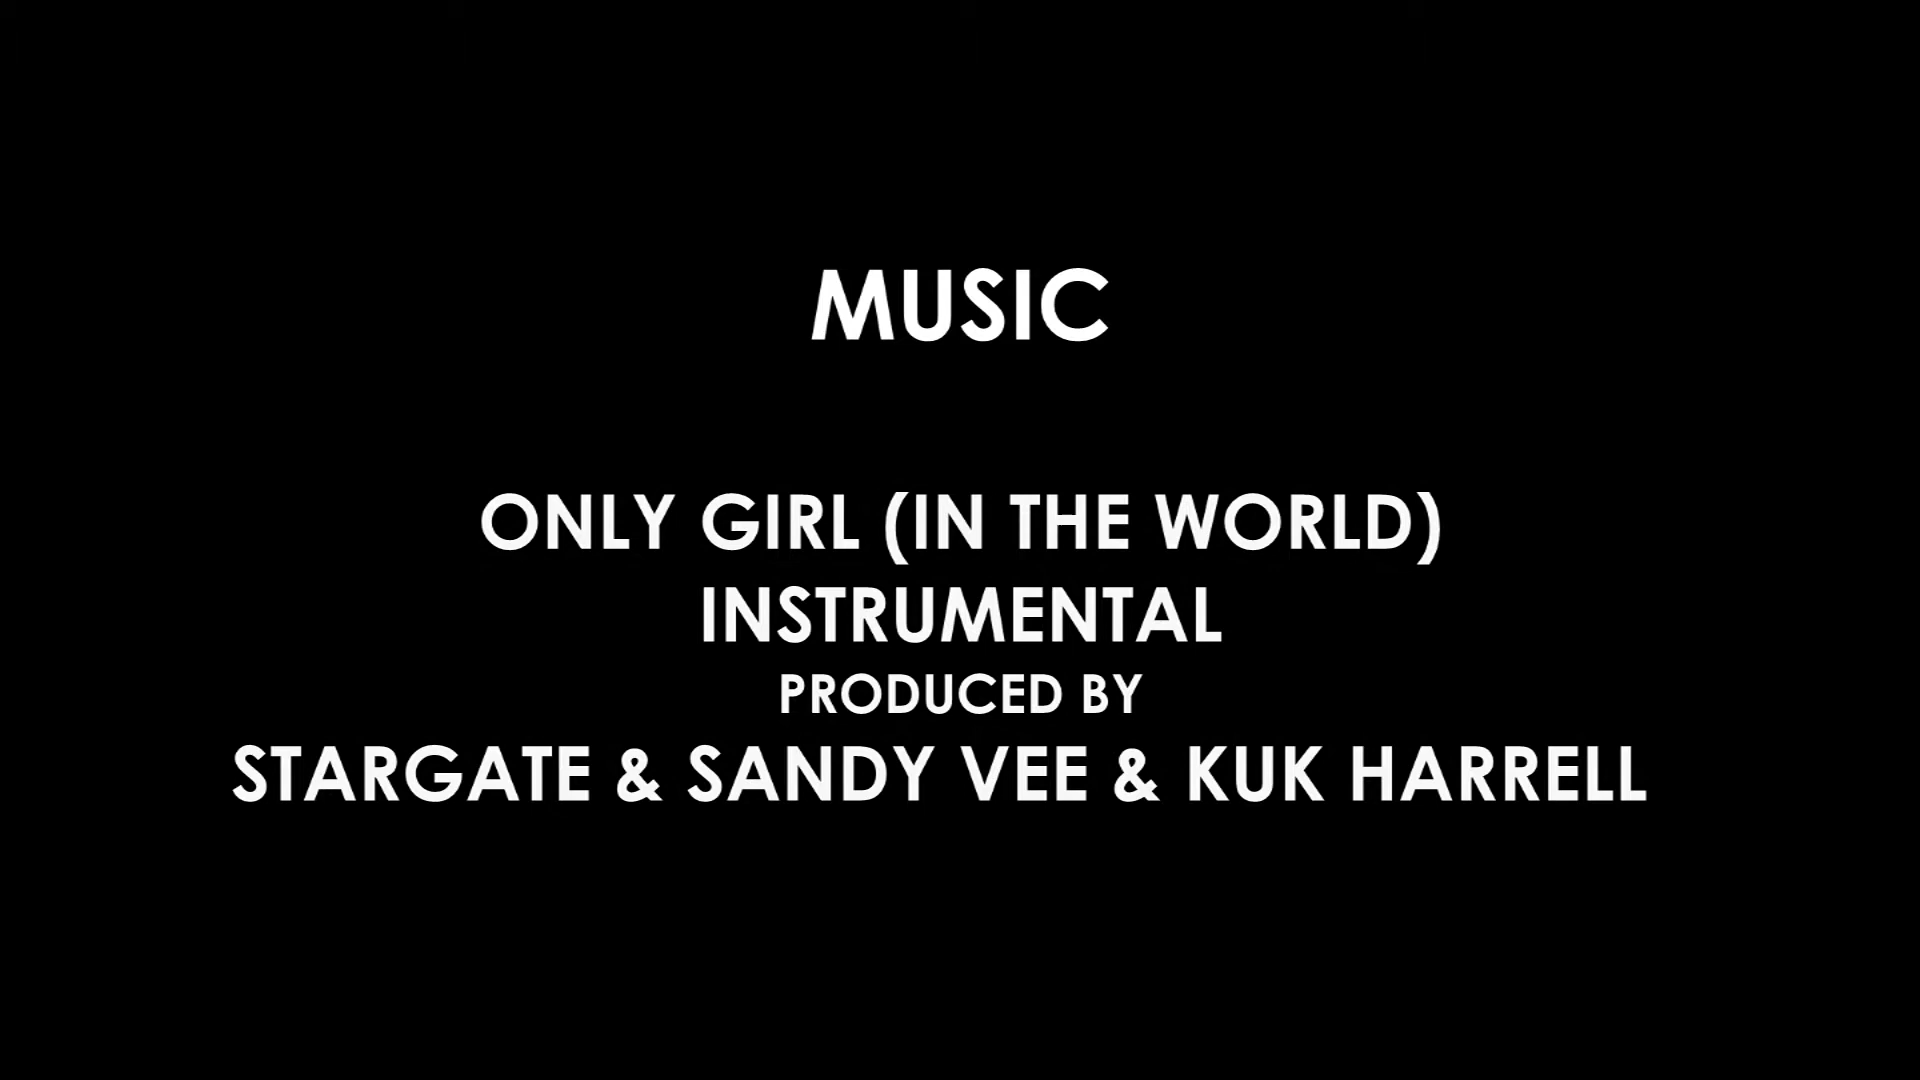 MUSIC
ONLY GIRL (IN THE WORLD)
INSTRUMENTAL
PRODUCED BY
STARGATE & SANDY VEE & KUK HARRELL